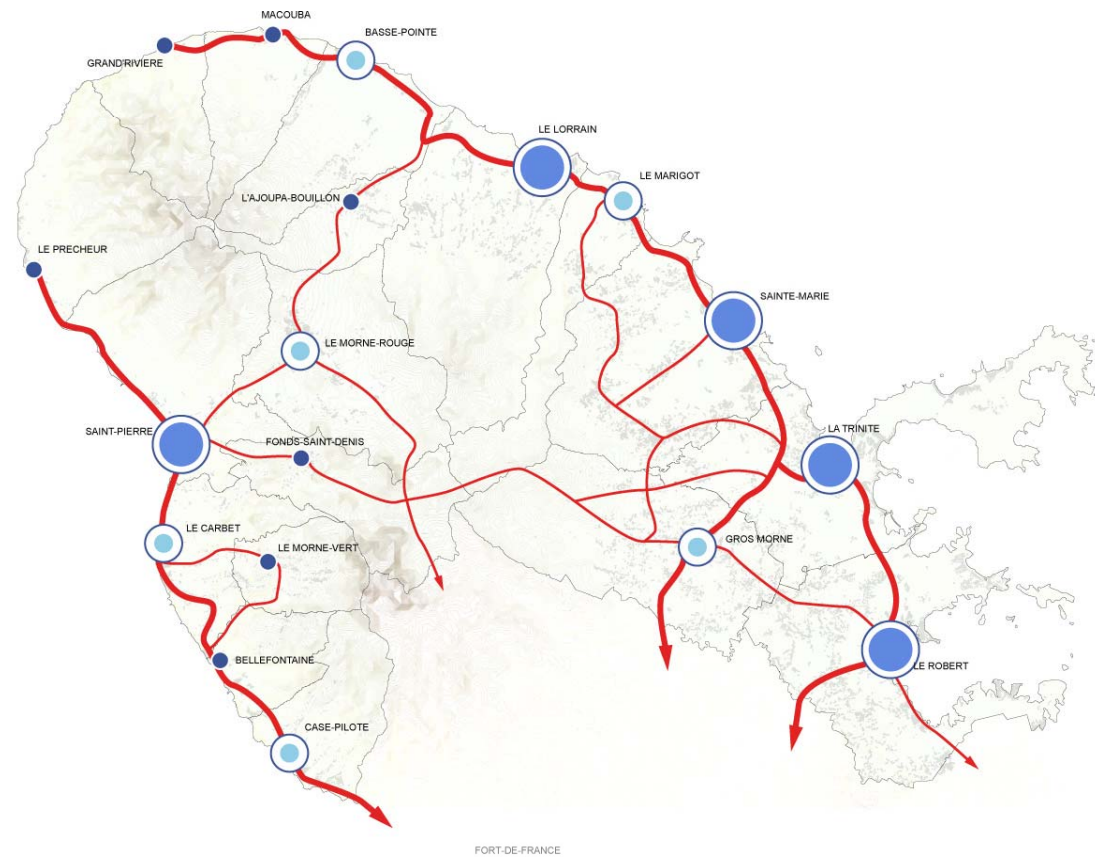 MACOUBA
BASSE-POINTE
GRAND'RIVIERE
LE LORRAIN
LE MARIGOT
L'AJOUPA-BOUILLON
LE PRECHEUR
SAINTE-MARIE
LE MORNE-ROUGE
SAINT-PIERRE
LA TRINITE
FONDS-SAINT-DENIS
LE CARBET
LE MORNE-VERT
GROS MORNE
BELLEFONTAINE
LE ROBERT
CASE-PILOTE
FORT-DE-FRANCE